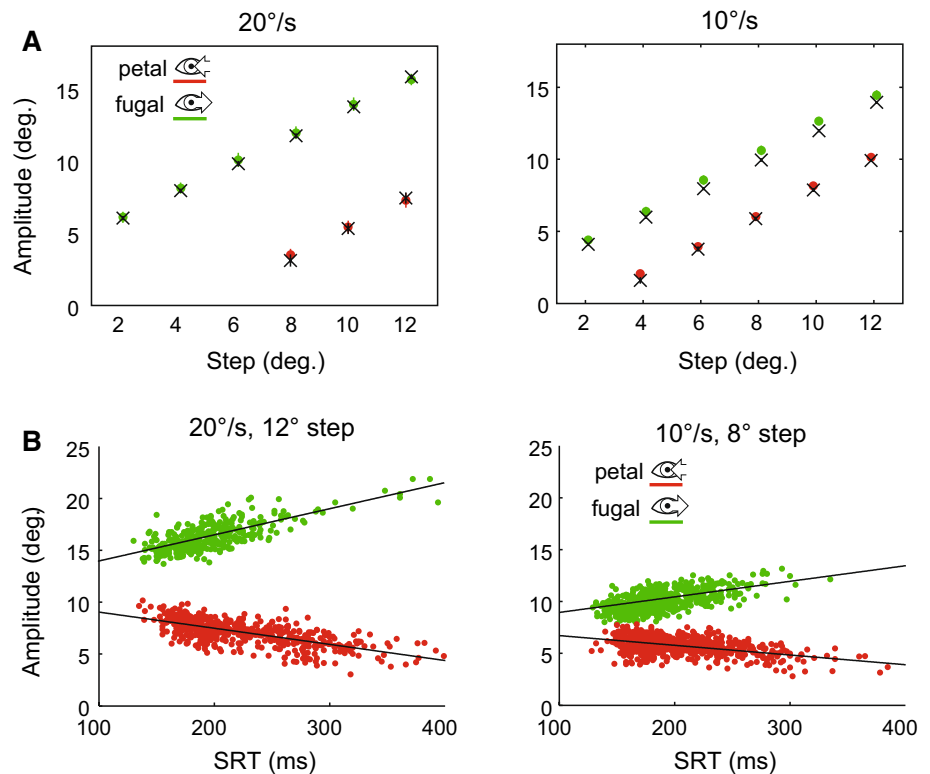 A
20°/s
petal
fugal
15
10
5
0
Amplitude (deg.)
2 4 6 8 10 12
Step (deg.)
10°/s
15
10
5
0
2 4 6 8 10 12
Step (deg.)
B
20°/s, 12° step
25
20
15
10
5
0
Amplitude (deg)
100 200 300 400
SRT (ms)
10°/s, 8° step
petal
fugal
25
20
15
10
5
0
100 200 300 400
SRT (ms)